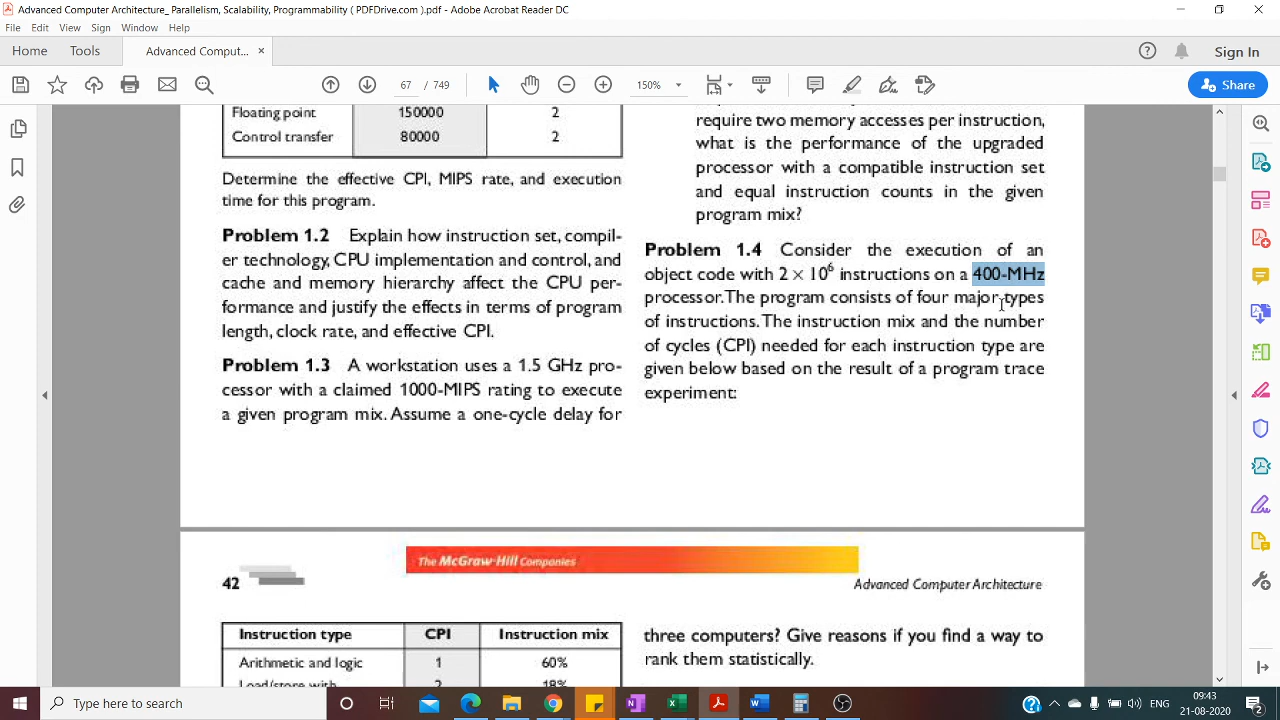 Advanced Computer Architecture_ Parallelism, Scalability, Programmability ( PDFDrive.com ).pdf - Adobe Acrobat Reader DC
File Edit View Sign Window Help
Home Tools Advanced Comput... × Sign In
67 / 749 150% Share
Floating point 150000 2
Control transfer 80000 2
Determine the effective CPI, MIPS rate, and execution
time for this program.
Problem 1.2 Explain how instruction set, compil-
er technology, CPU implementation and control, and
cache and memory hierarchy affect the CPU per-
formance and justify the effects in terms of program
length, clock rate, and effective CPI.
Problem 1.3 A workstation uses a 1.5 GHz pro-
cessor with a claimed 1000-MIPS rating to execute
a given program mix. Assume a one-cycle delay for
require two memory accesses per instruction,
what is the performance of the upgraded
processor with a compatible instruction set
and equal instruction counts in the given
program mix?
Problem 1.4 Consider the execution of an
object code with 2 × 10⁶ instructions on a 400-MHz
processor. The program consists of four major types
of instructions. The instruction mix and the number
of cycles (CPI) needed for each instruction type are
given below based on the result of a program trace
experiment:
The McGraw-Hill Companies
42 Advanced Computer Architecture
Instruction type CPI Instruction mix
Arithmetic and logic 1 60%
Load/store with 2 18%
three computers? Give reasons if you find a way to
rank them statistically.
Type here to search
09:43
21-08-2020